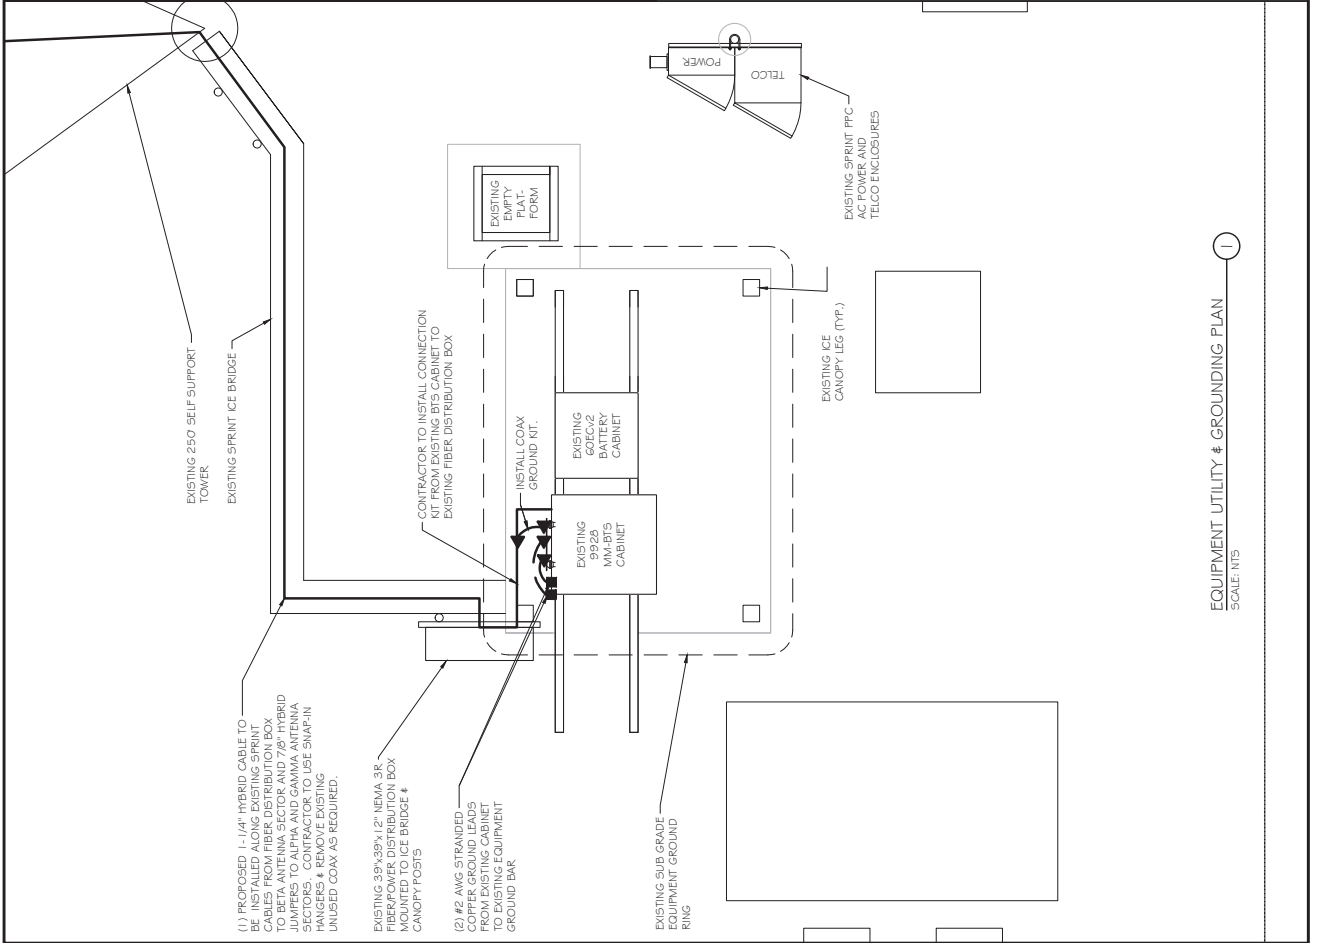 EXISTING 250' SELF SUPPORT
TOWER
EXISTING SPRINT ICE BRIDGE
(1) PROPOSED 1-1/4" HYBRID CABLE TO
BE INSTALLED ALONG EXISTING SPRINT
CABLES FROM FIBER DISTRIBUTION BOX
TO BETA ANTENNA SECTOR AND 7/8" HYBRID
JUMPERS TO ALPHA AND GAMMA ANTENNA
SECTORS. CONTRACTOR TO USE SNAP-IN
HANGERS & REMOVE EXISTING
UNUSED COAX AS REQUIRED.
EXISTING 39"x39"x12" NEMA 3R
FIBER/POWER DISTRIBUTION BOX
MOUNTED TO ICE BRIDGE &
CANOPY POSTS
(2) #2 AWG STRANDED
COPPER GROUND LEADS
FROM EXISTING CABINET
TO EXISTING EQUIPMENT
GROUND BAR
CONTRACTOR TO INSTALL CONNECTION
KIT FROM EXISTING BTS CABINET TO
EXISTING FIBER DISTRIBUTION BOX
INSTALL COAX
GROUND KIT.
EXISTING
EMPTY
PLAT-
FORM
EXISTING
60ECv2
BATTERY
CABINET
EXISTING
9928
MM-BTS
CABINET
POWER
TELCO
EXISTING SUB GRADE
EQUIPMENT GROUND
RING
EXISTING ICE
CANOPY LEG (TYP.)
EXISTING SPRINT PPC
AC POWER AND
TELCO ENCLOSURES
EQUIPMENT UTILITY & GROUNDING PLAN
1
SCALE: NTS